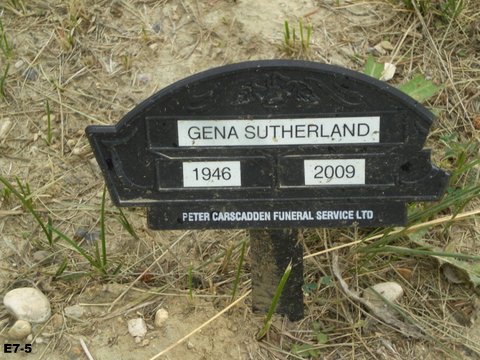 GENA SUTHERLAND
1946 2009
PETER CARSCADDEN FUNERAL SERVICE LTD
E7-5